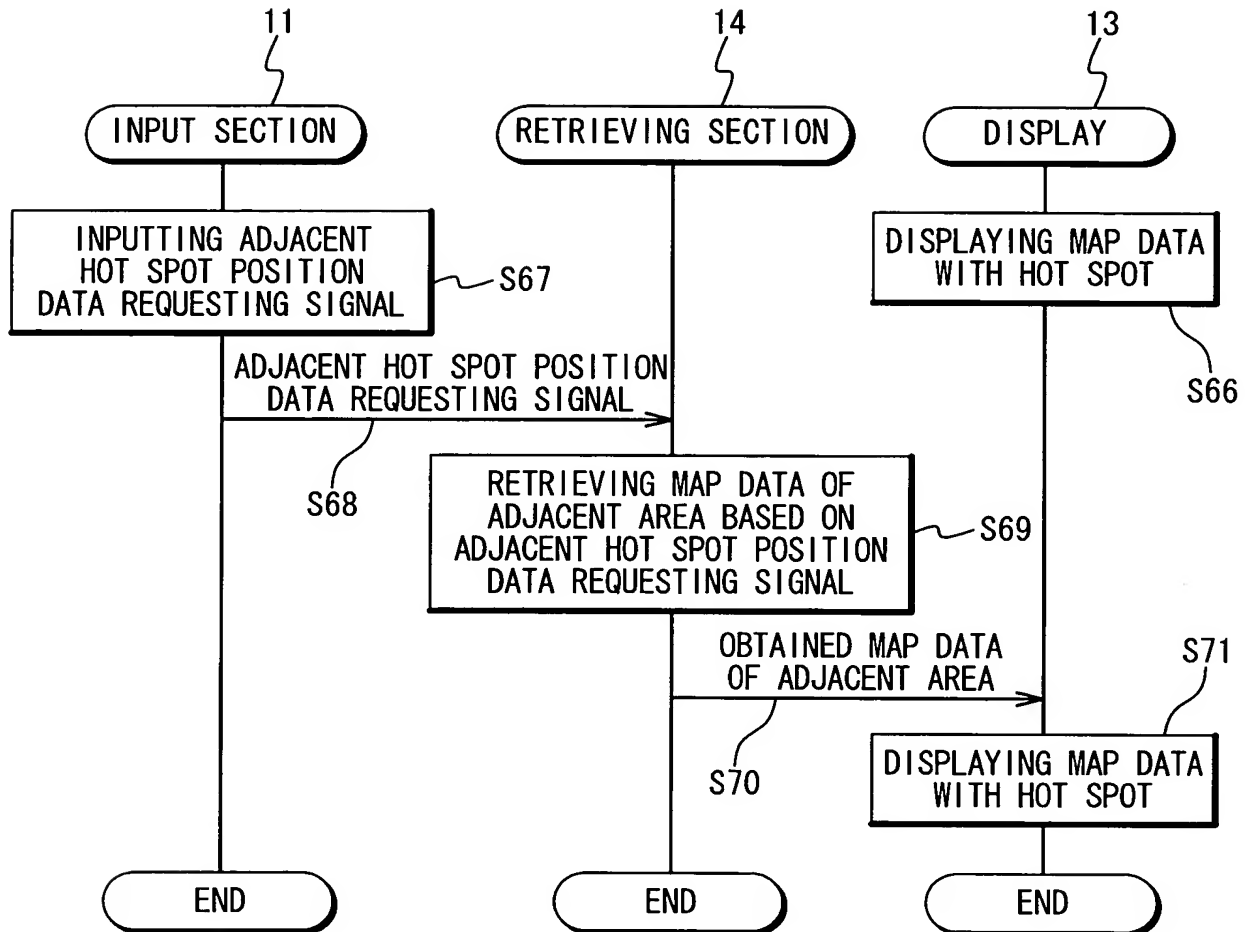 11
14
13
INPUT SECTION
RETRIEVING SECTION
DISPLAY
INPUTTING ADJACENT
HOT SPOT POSITION
DATA REQUESTING SIGNAL
S67
DISPLAYING MAP DATA
WITH HOT SPOT
S66
ADJACENT HOT SPOT POSITION
DATA REQUESTING SIGNAL
S68
RETRIEVING MAP DATA OF
ADJACENT AREA BASED ON
ADJACENT HOT SPOT POSITION
DATA REQUESTING SIGNAL
S69
OBTAINED MAP DATA
OF ADJACENT AREA
S70
S71
DISPLAYING MAP DATA
WITH HOT SPOT
END
END
END